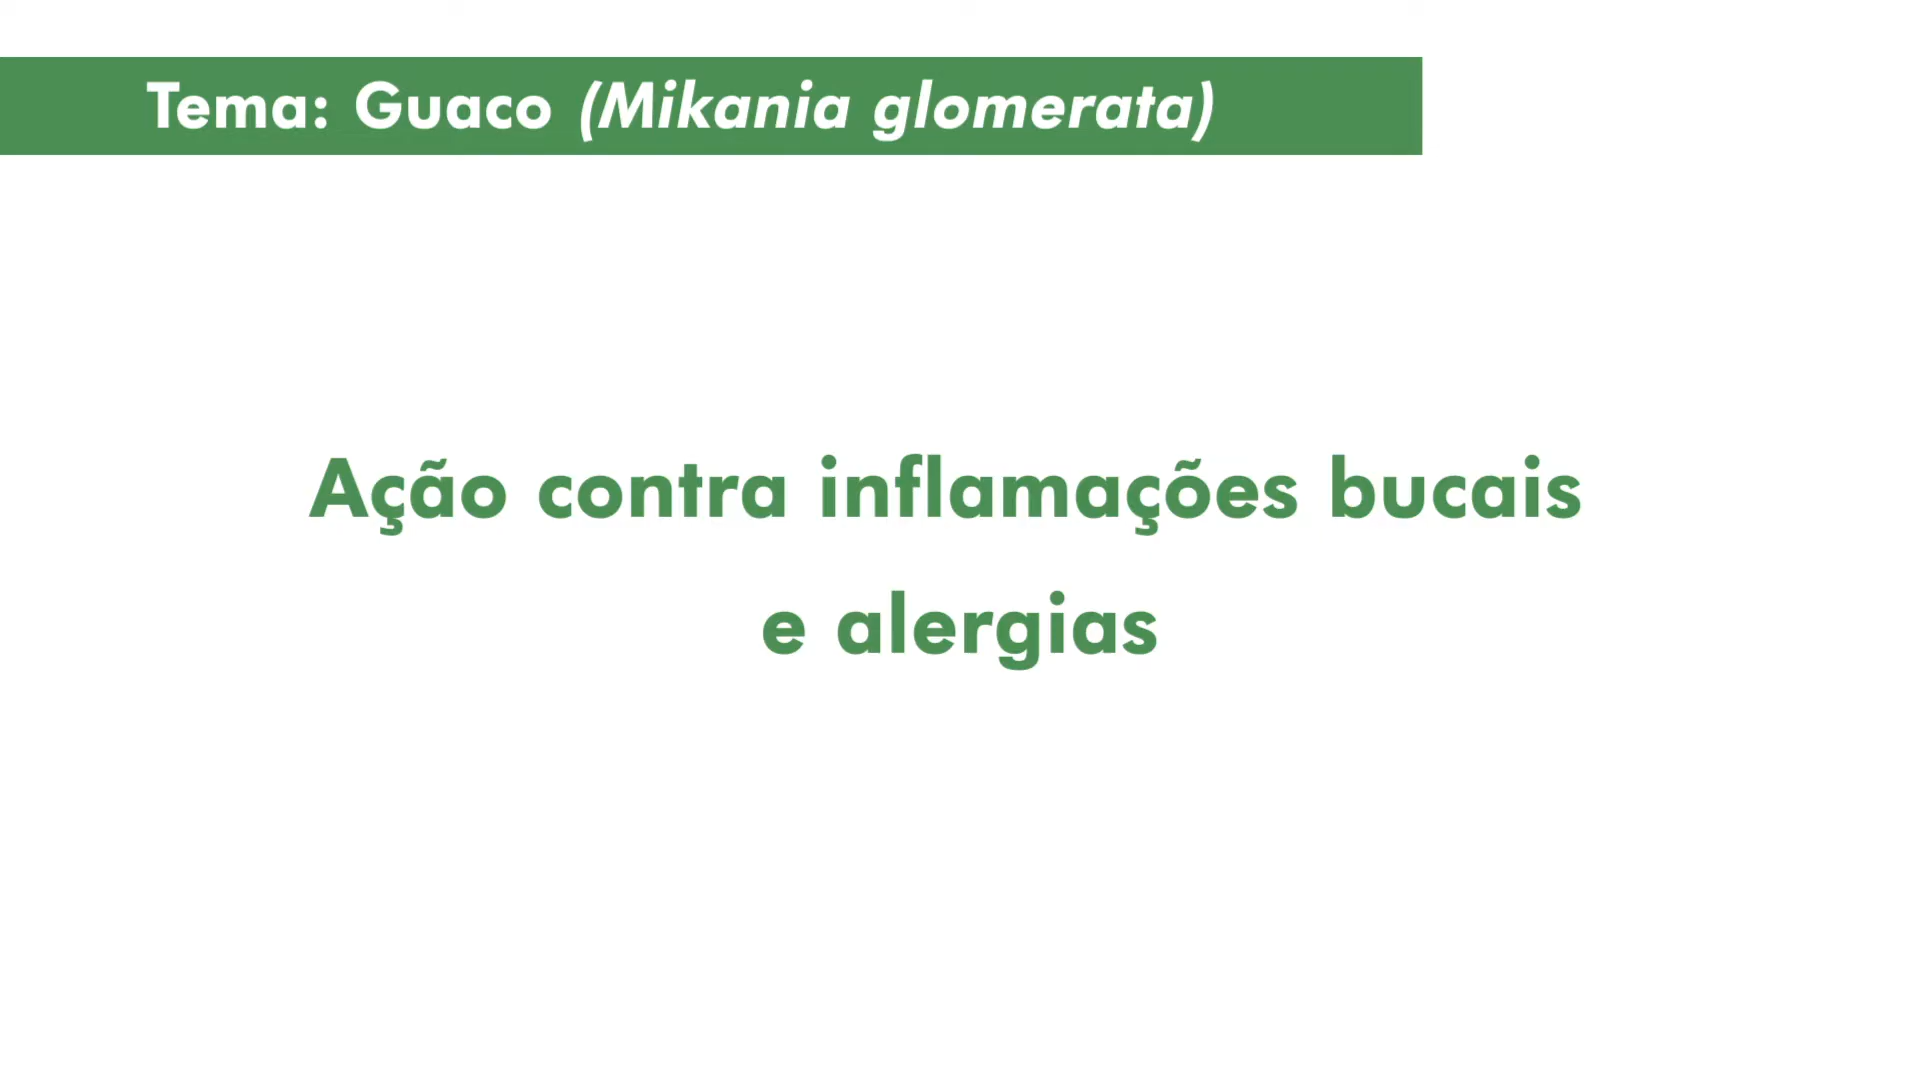 Tema: Guaco (Mikania glomerata)
Ação contra inflamações bucais
e alergias